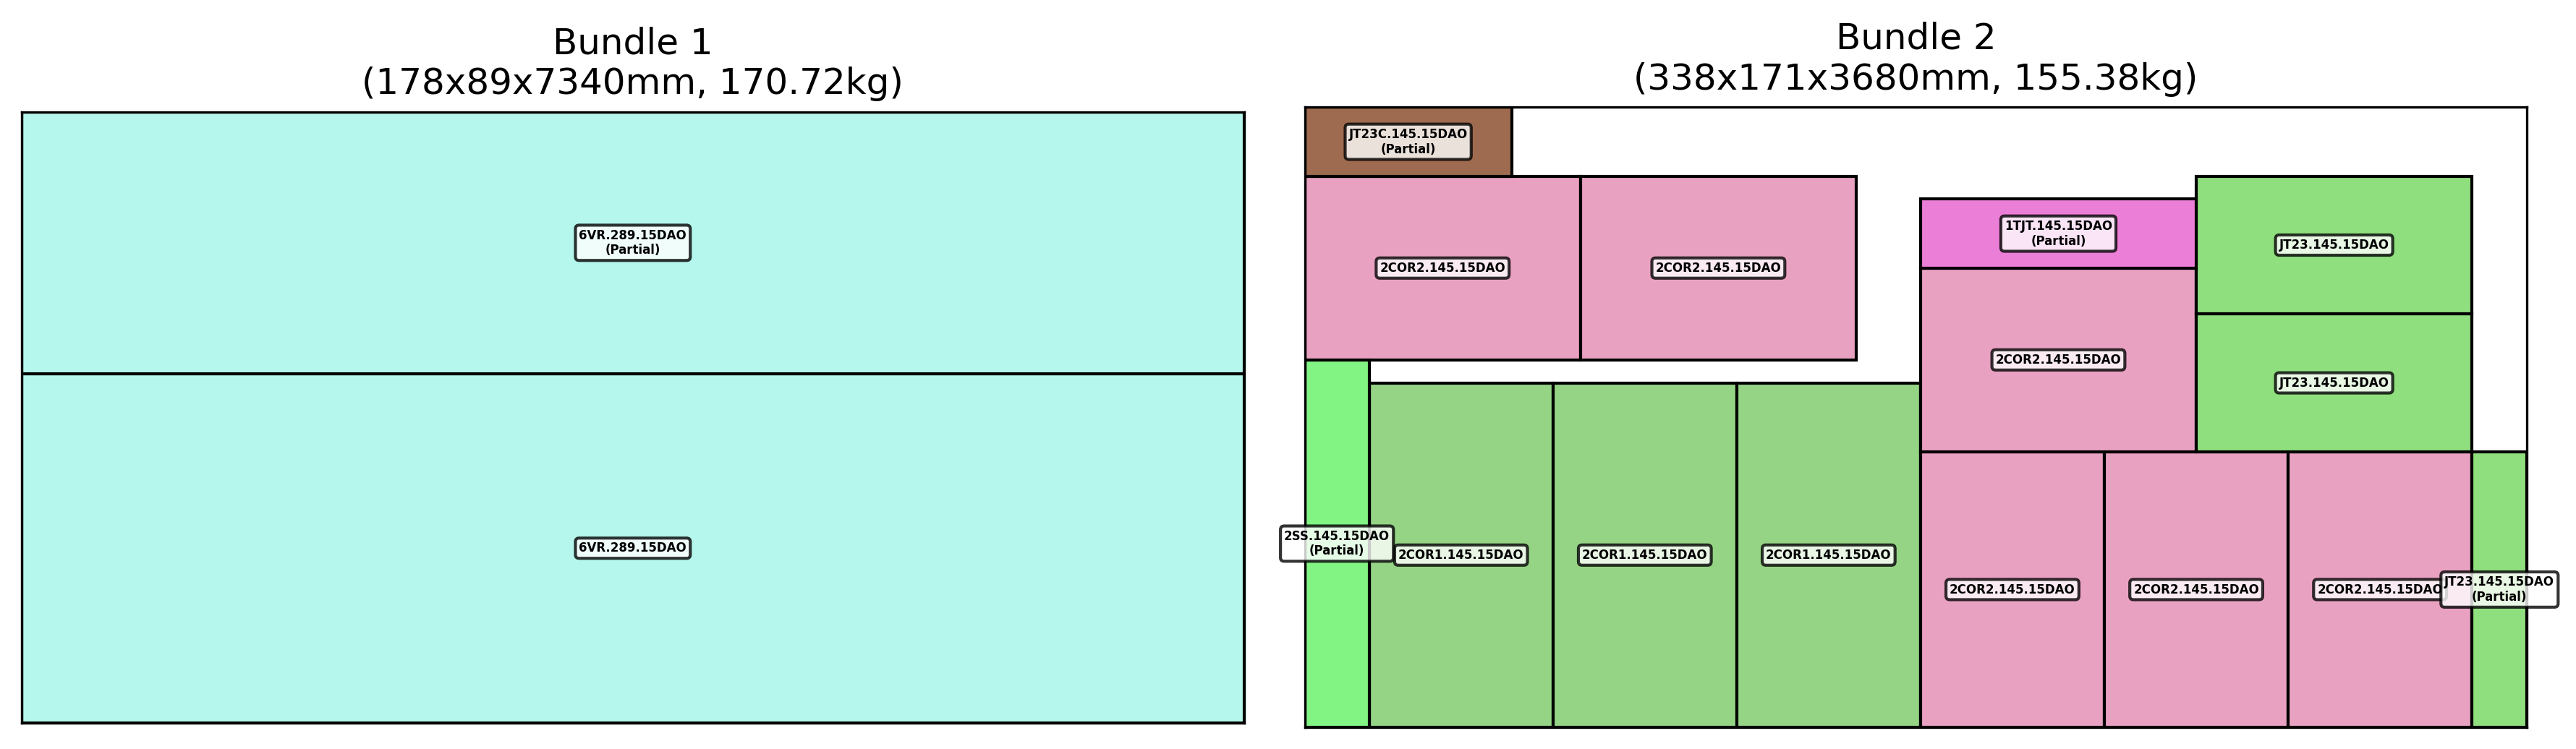 Bundle 1
(178x89x7340mm, 170.72kg)
6VR.289.15DAO
(Partial)
6VR.289.15DAO
Bundle 2
(338x171x3680mm, 155.38kg)
JT23C.145.15DAO
(Partial)
1TJT.145.15DAO
(Partial)
JT23.145.15DAO
2COR2.145.15DAO
2COR2.145.15DAO
2COR2.145.15DAO
JT23.145.15DAO
2SS.145.15DAO
(Partial)
2COR1.145.15DAO
2COR1.145.15DAO
2COR1.145.15DAO
2COR2.145.15DAO
2COR2.145.15DAO
2COR2.145.15DAO
JT23.145.15DAO
(Partial)